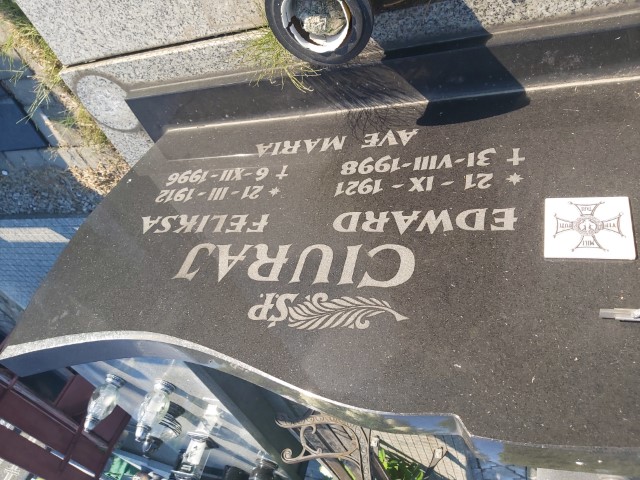 ŚP.
CIURAJ
EDWARD FELIKSA
* 21 - IX - 1921 * 21 - III - 1912
† 31-VIII-1998 † 6-XII-1996
AVE MARIA